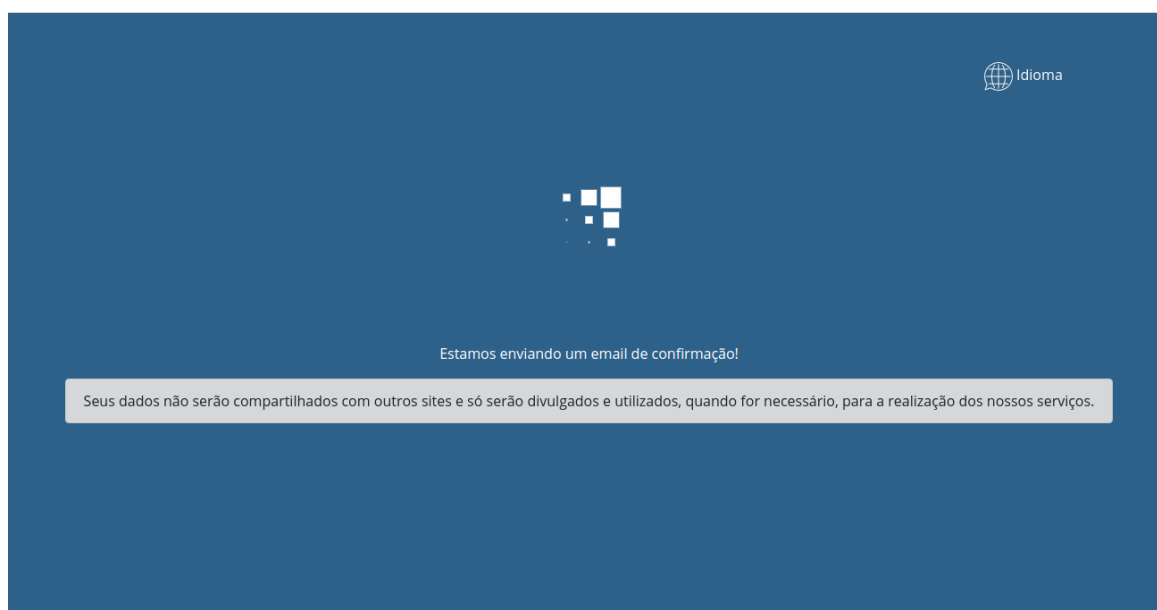 Idioma
Estamos enviando um email de confirmação!
Seus dados não serão compartilhados com outros sites e só serão divulgados e utilizados, quando for necessário, para a realização dos nossos serviços.